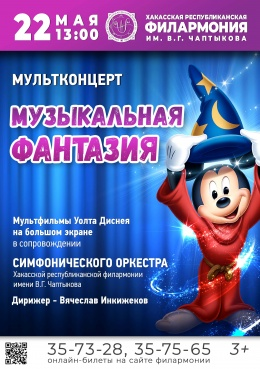 22 МАЯ
13:00
ХАКАССКАЯ РЕСПУБЛИКАНСКАЯ
ФИЛАРМОНИЯ
ИМ. В.Г. ЧАПТЫКОВА
МУЛЬТКОНЦЕРТ
МУЗЫКАЛЬНАЯ
ФАНТАЗИЯ
Мультфильмы Уолта Диснея
на большом экране
в сопровождении
СИМФОНИЧЕСКОГО ОРКЕСТРА
Хакасской республиканской филармонии
имени В.Г. Чаптыкова
Дирижер - Вячеслав Инкижеков
35-73-28, 35-75-65 3+
онлайн-билеты на сайте филармонии